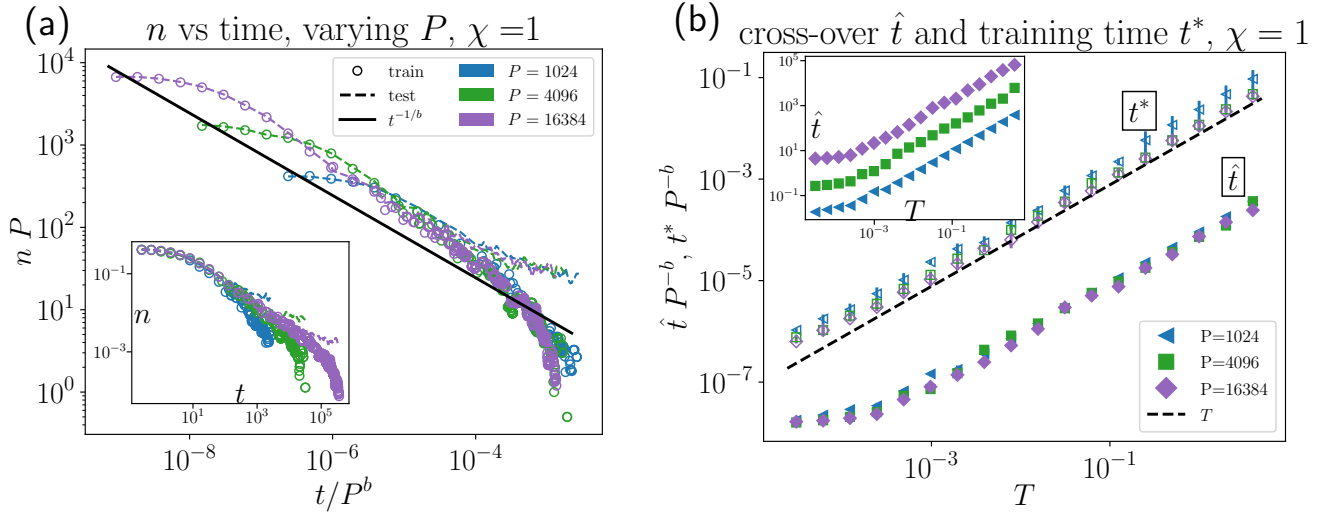 (a)
n vs time, varying P, χ =1
10^4
10^3
10^2
10^1
10^0
n P
train
test
t^{-1/b}
P = 1024
P = 4096
P = 16384
10^{-1}
10^{-3}
n
t
10^1
10^3
10^5
10^{-8}
10^{-6}
10^{-4}
t/P^b
(b)
cross-over t̂ and training time t*, χ = 1
10^{-1}
10^{-3}
10^{-5}
10^{-7}
t̂ P^{-b}, t* P^{-b}
10^5
10^3
10^1
10^{-1}
t̂
T
10^{-3}
10^{-1}
t*
t̂
P=1024
P=4096
P=16384
T
10^{-3}
10^{-1}
T